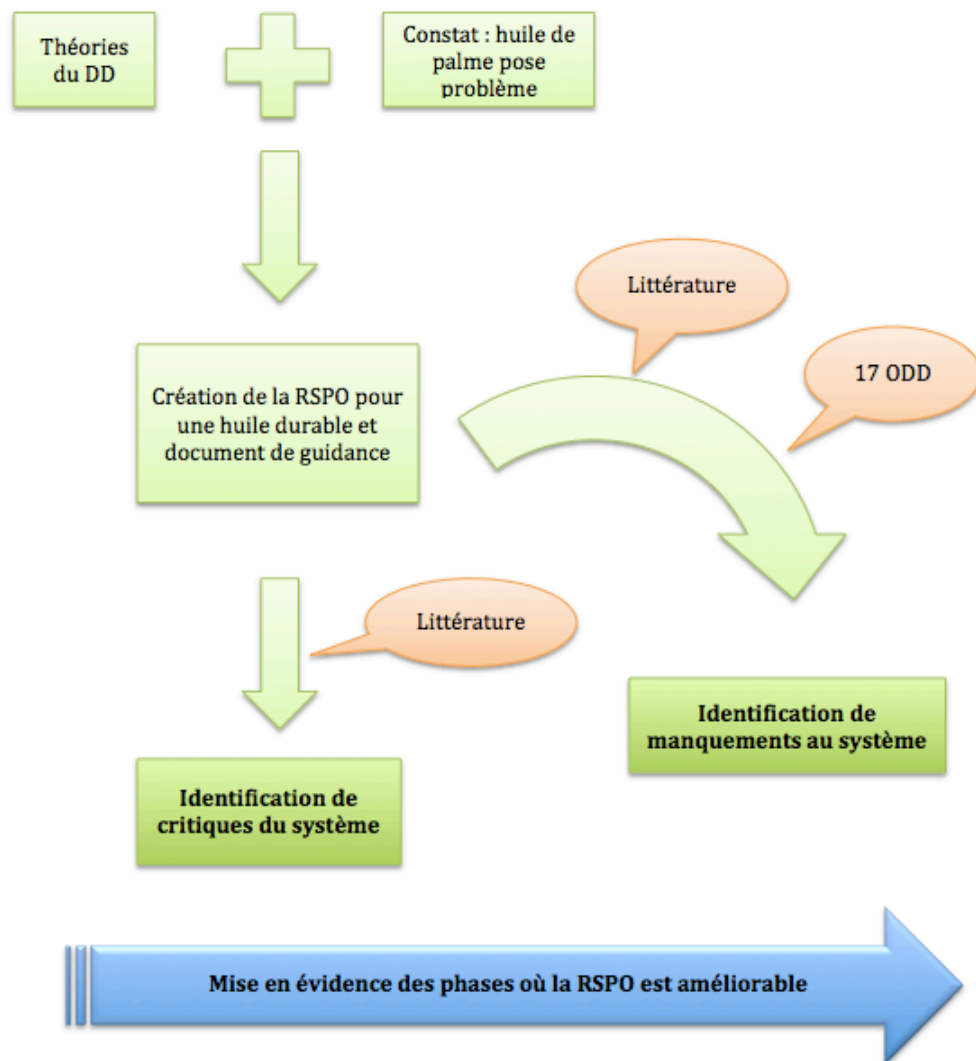 Théories
du DD
Constat : huile de
palme pose
problème
Littérature
17 ODD
Création de la RSPO pour
une huile durable et
document de guidance
Littérature
Identification de
manquements au système
Identification de
critiques du système
Mise en évidence des phases où la RSPO est améliorable